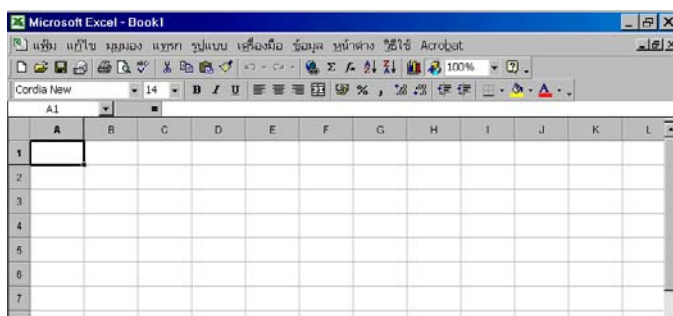 Microsoft Excel - Book1
แฟ้ม แก้ไข มุมมอง แทรก รูปแบบ เครื่องมือ ข้อมูล หน้าต่าง วิธีใช้ Acrobat
100%
Cordia New 14 B I U
A1 =
A B C D E F G H I J K L
1
2
3
4
5
6
7